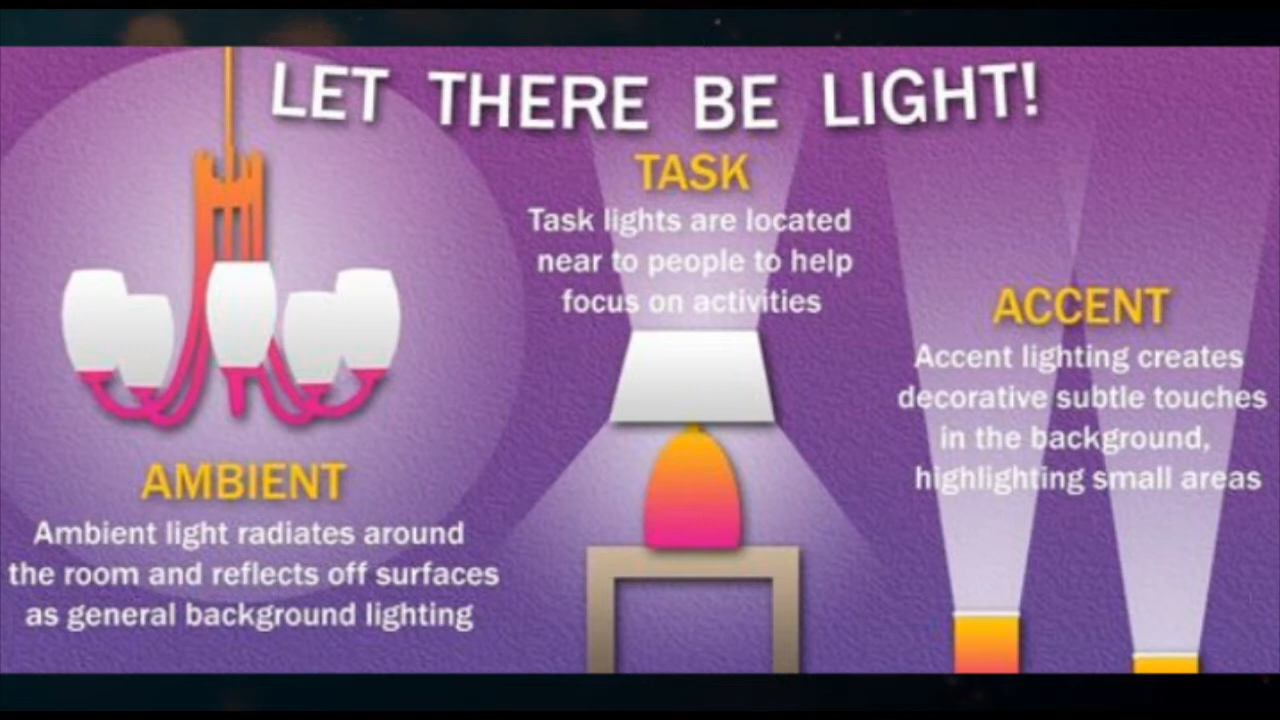 LET THERE BE LIGHT!
TASK
Task lights are located
near to people to help
focus on activities
ACCENT
Accent lighting creates
decorative subtle touches
in the background,
highlighting small areas
AMBIENT
Ambient light radiates around
the room and reflects off surfaces
as general background lighting